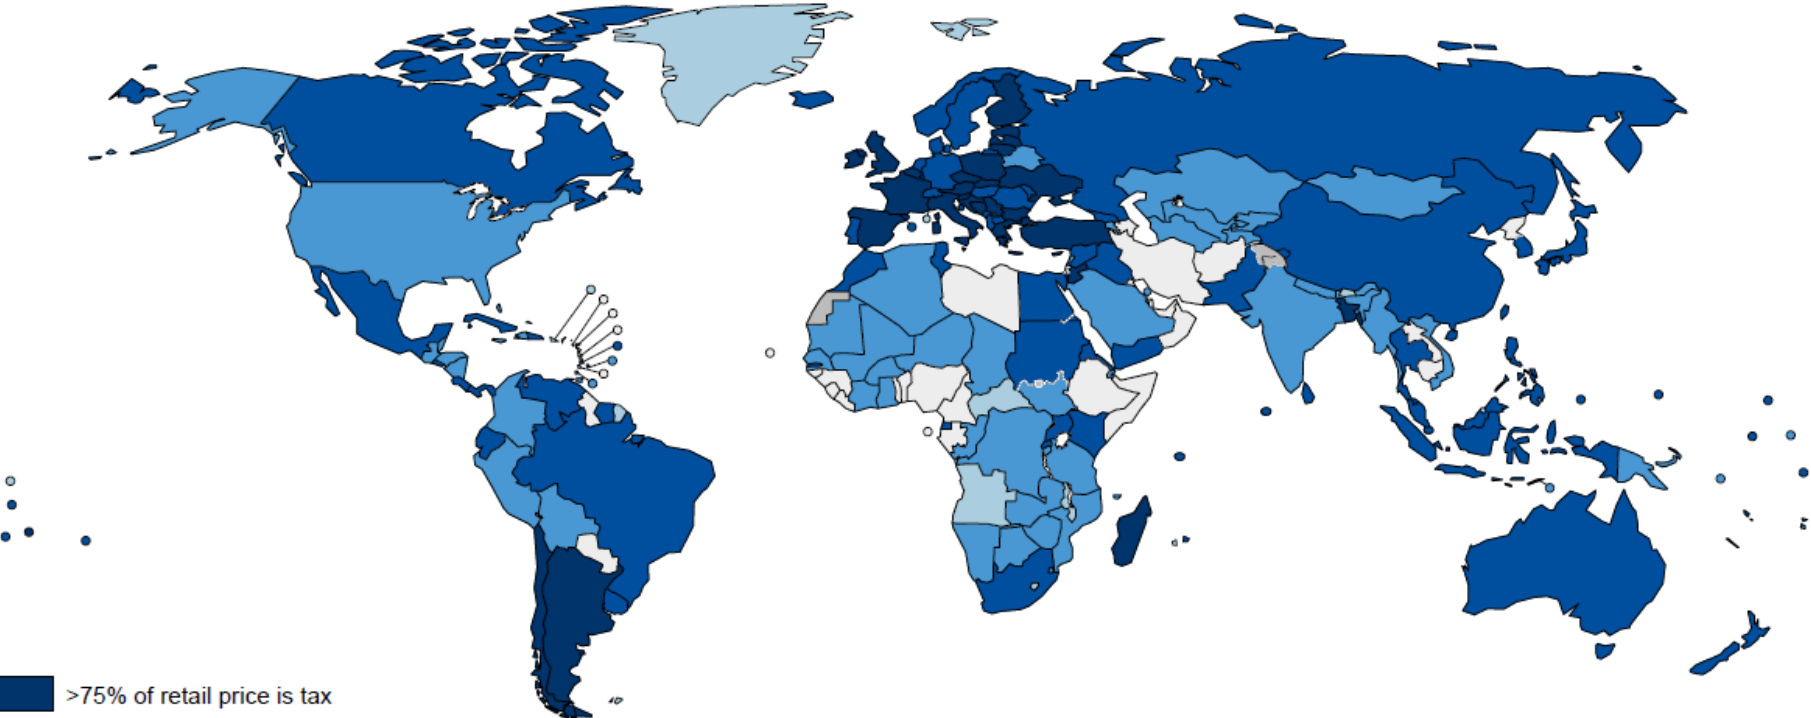 >75% of retail price is tax